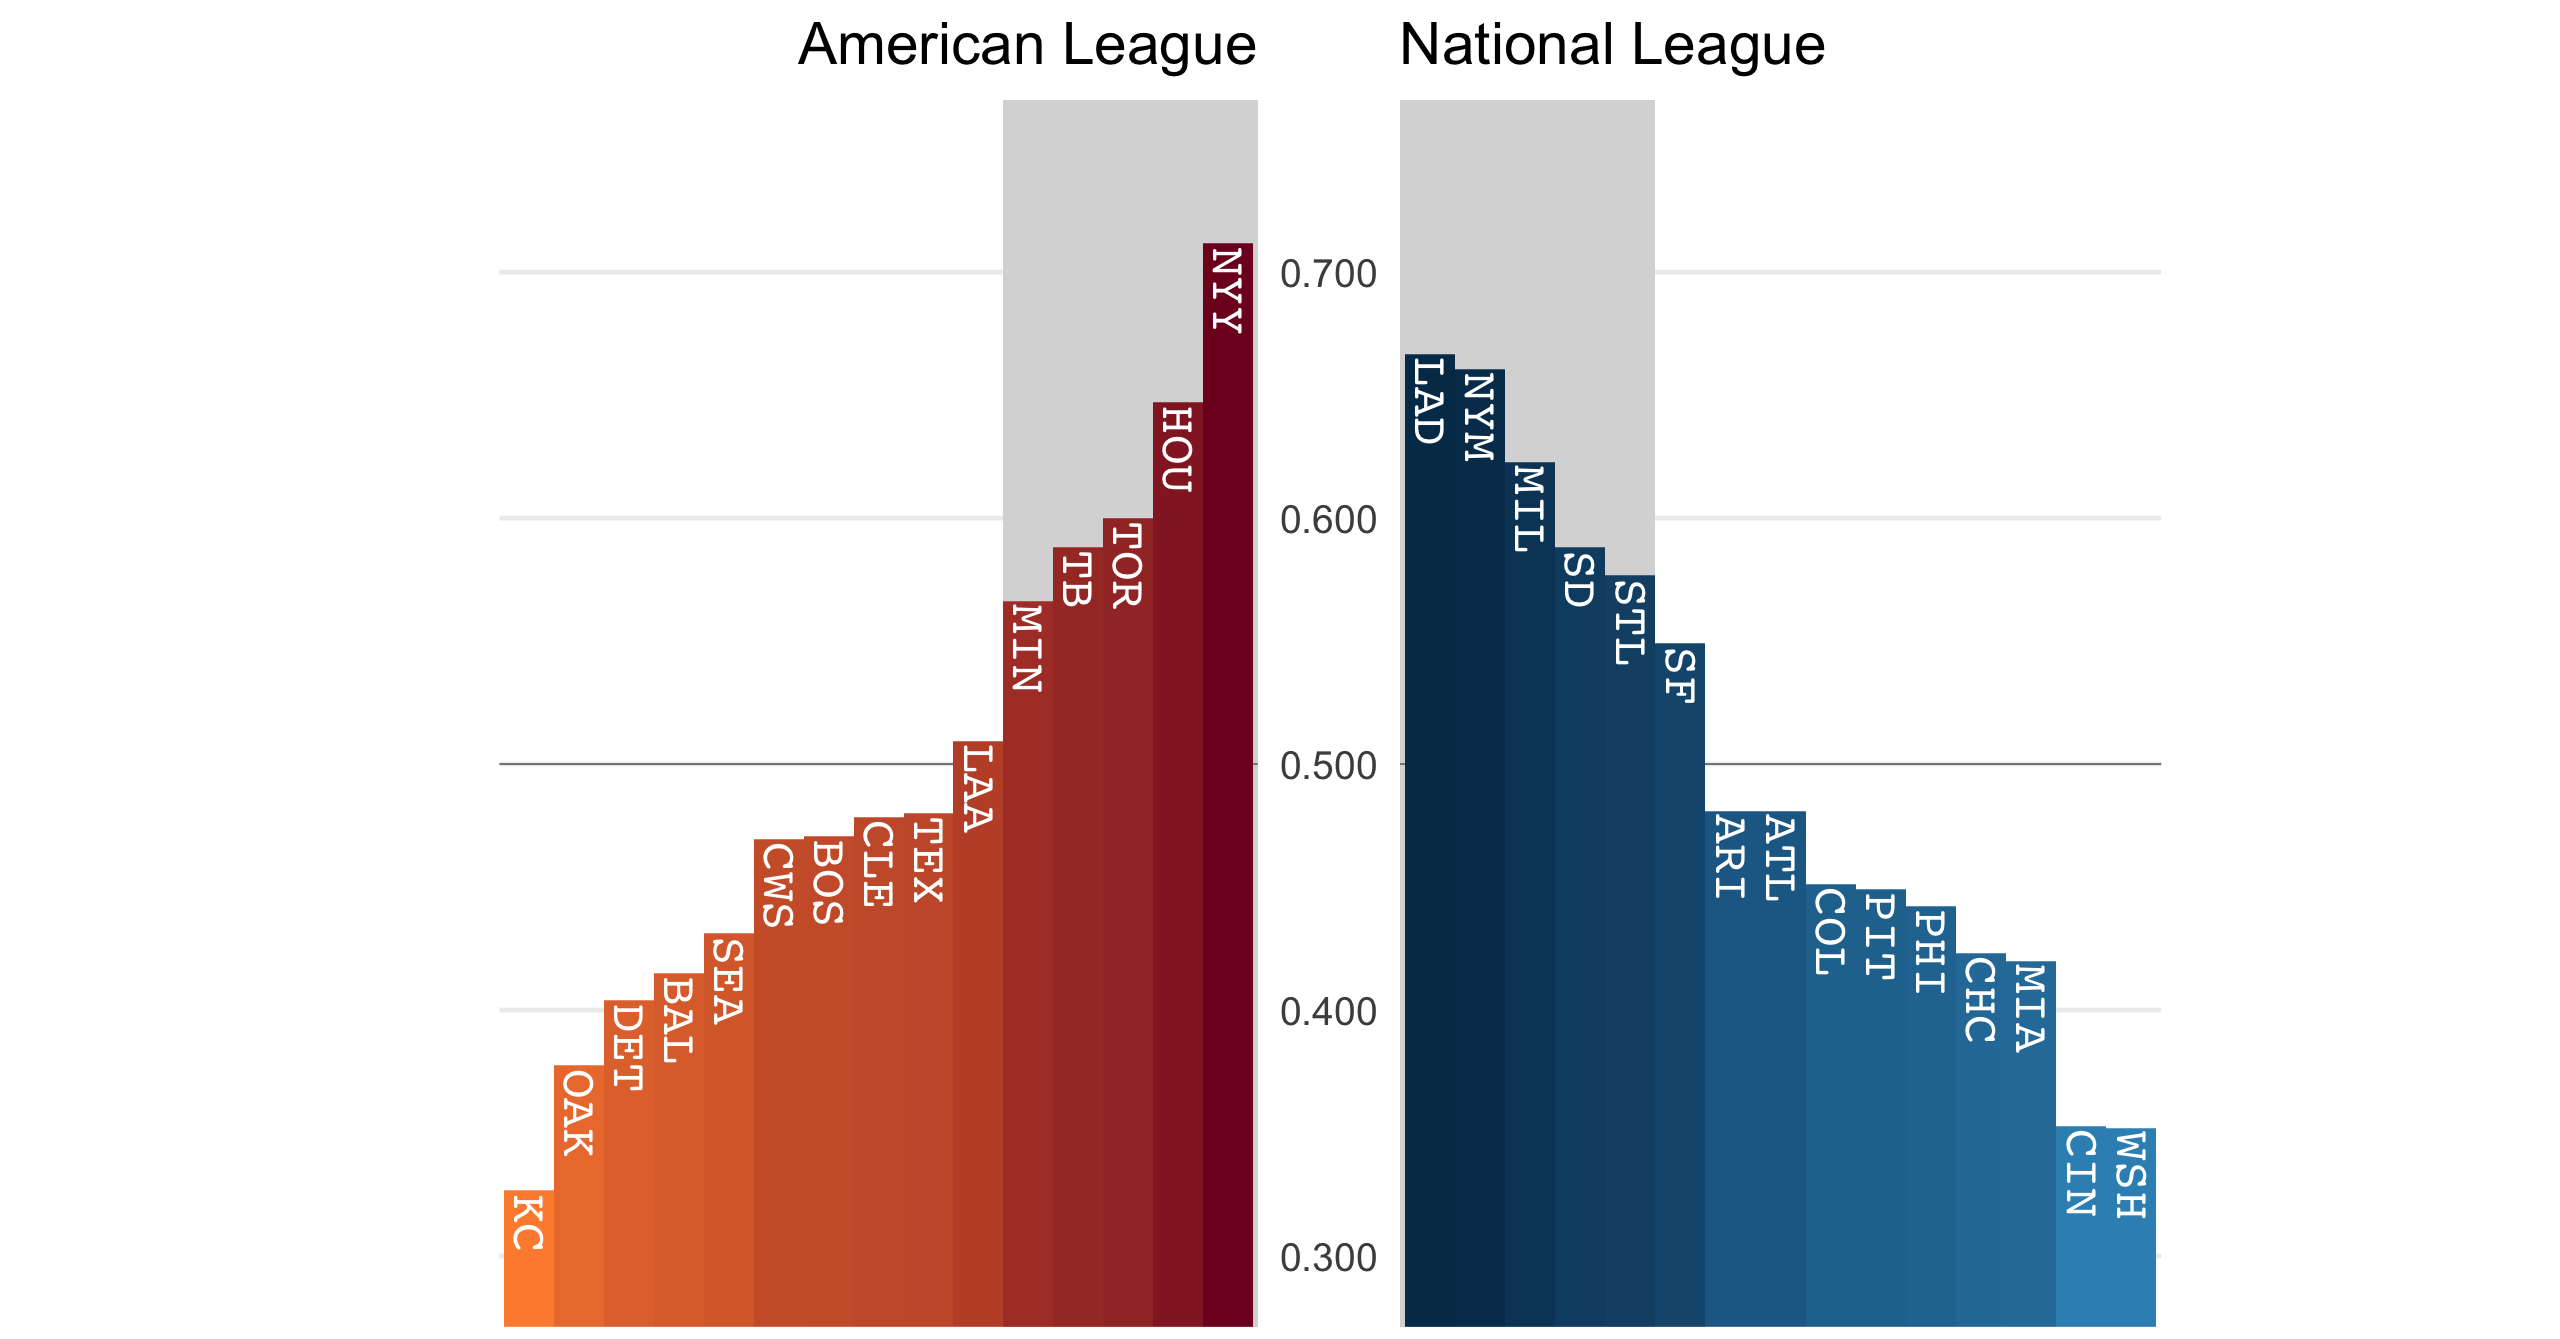 American League
National League
0.700
0.600
0.500
0.400
0.300
KC
OAK
DET
BAL
SEA
CWS
BOS
CLE
TEX
LAA
MIN
TB
TOR
HOU
NYY
LAD
NYM
MIL
SD
STL
SF
ARI
ATL
COL
PIT
PHI
CHC
MIA
CIN
WSH